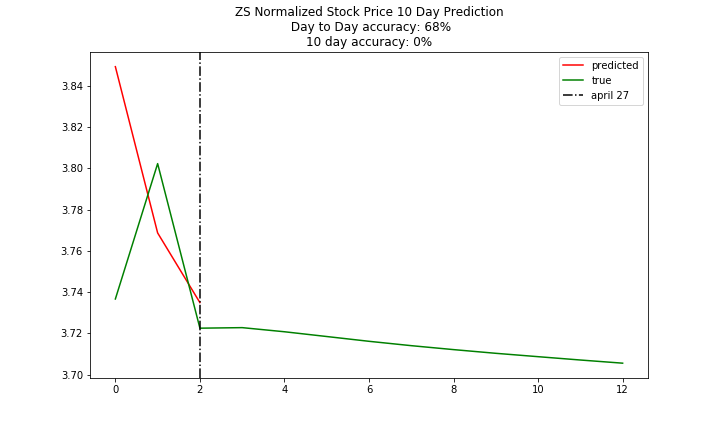 ZS Normalized Stock Price 10 Day Prediction
Day to Day accuracy: 68%
10 day accuracy: 0%
predicted
true
april 27
3.84
3.82
3.80
3.78
3.76
3.74
3.72
3.70
0 2 4 6 8 10 12